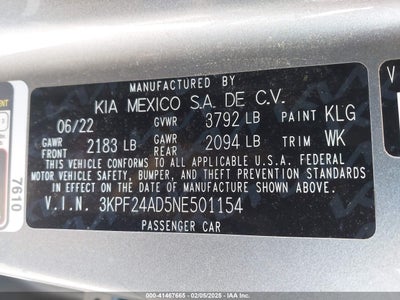 MANUFACTURED BY
KIA MEXICO S.A. DE C.V.
06/22 GVWR 3792 LB PAINT KLG
GAWR FRONT 2183 LB GAWR REAR 2094 LB TRIM WK
THIS VEHICLE CONFORMS TO ALL APPLICABLE U.S.A. FEDERAL
MOTOR VEHICLE SAFETY, BUMPER, AND THEFT PREVENTION STANDARDS
IN EFFECT ON THE DATE OF MANUFACTURE SHOWN ABOVE.
V.I.N. 3KPF24AD5NE501154
PASSENGER CAR
7610
V
© 000-41467665 - 02/05/2025 - IAAI